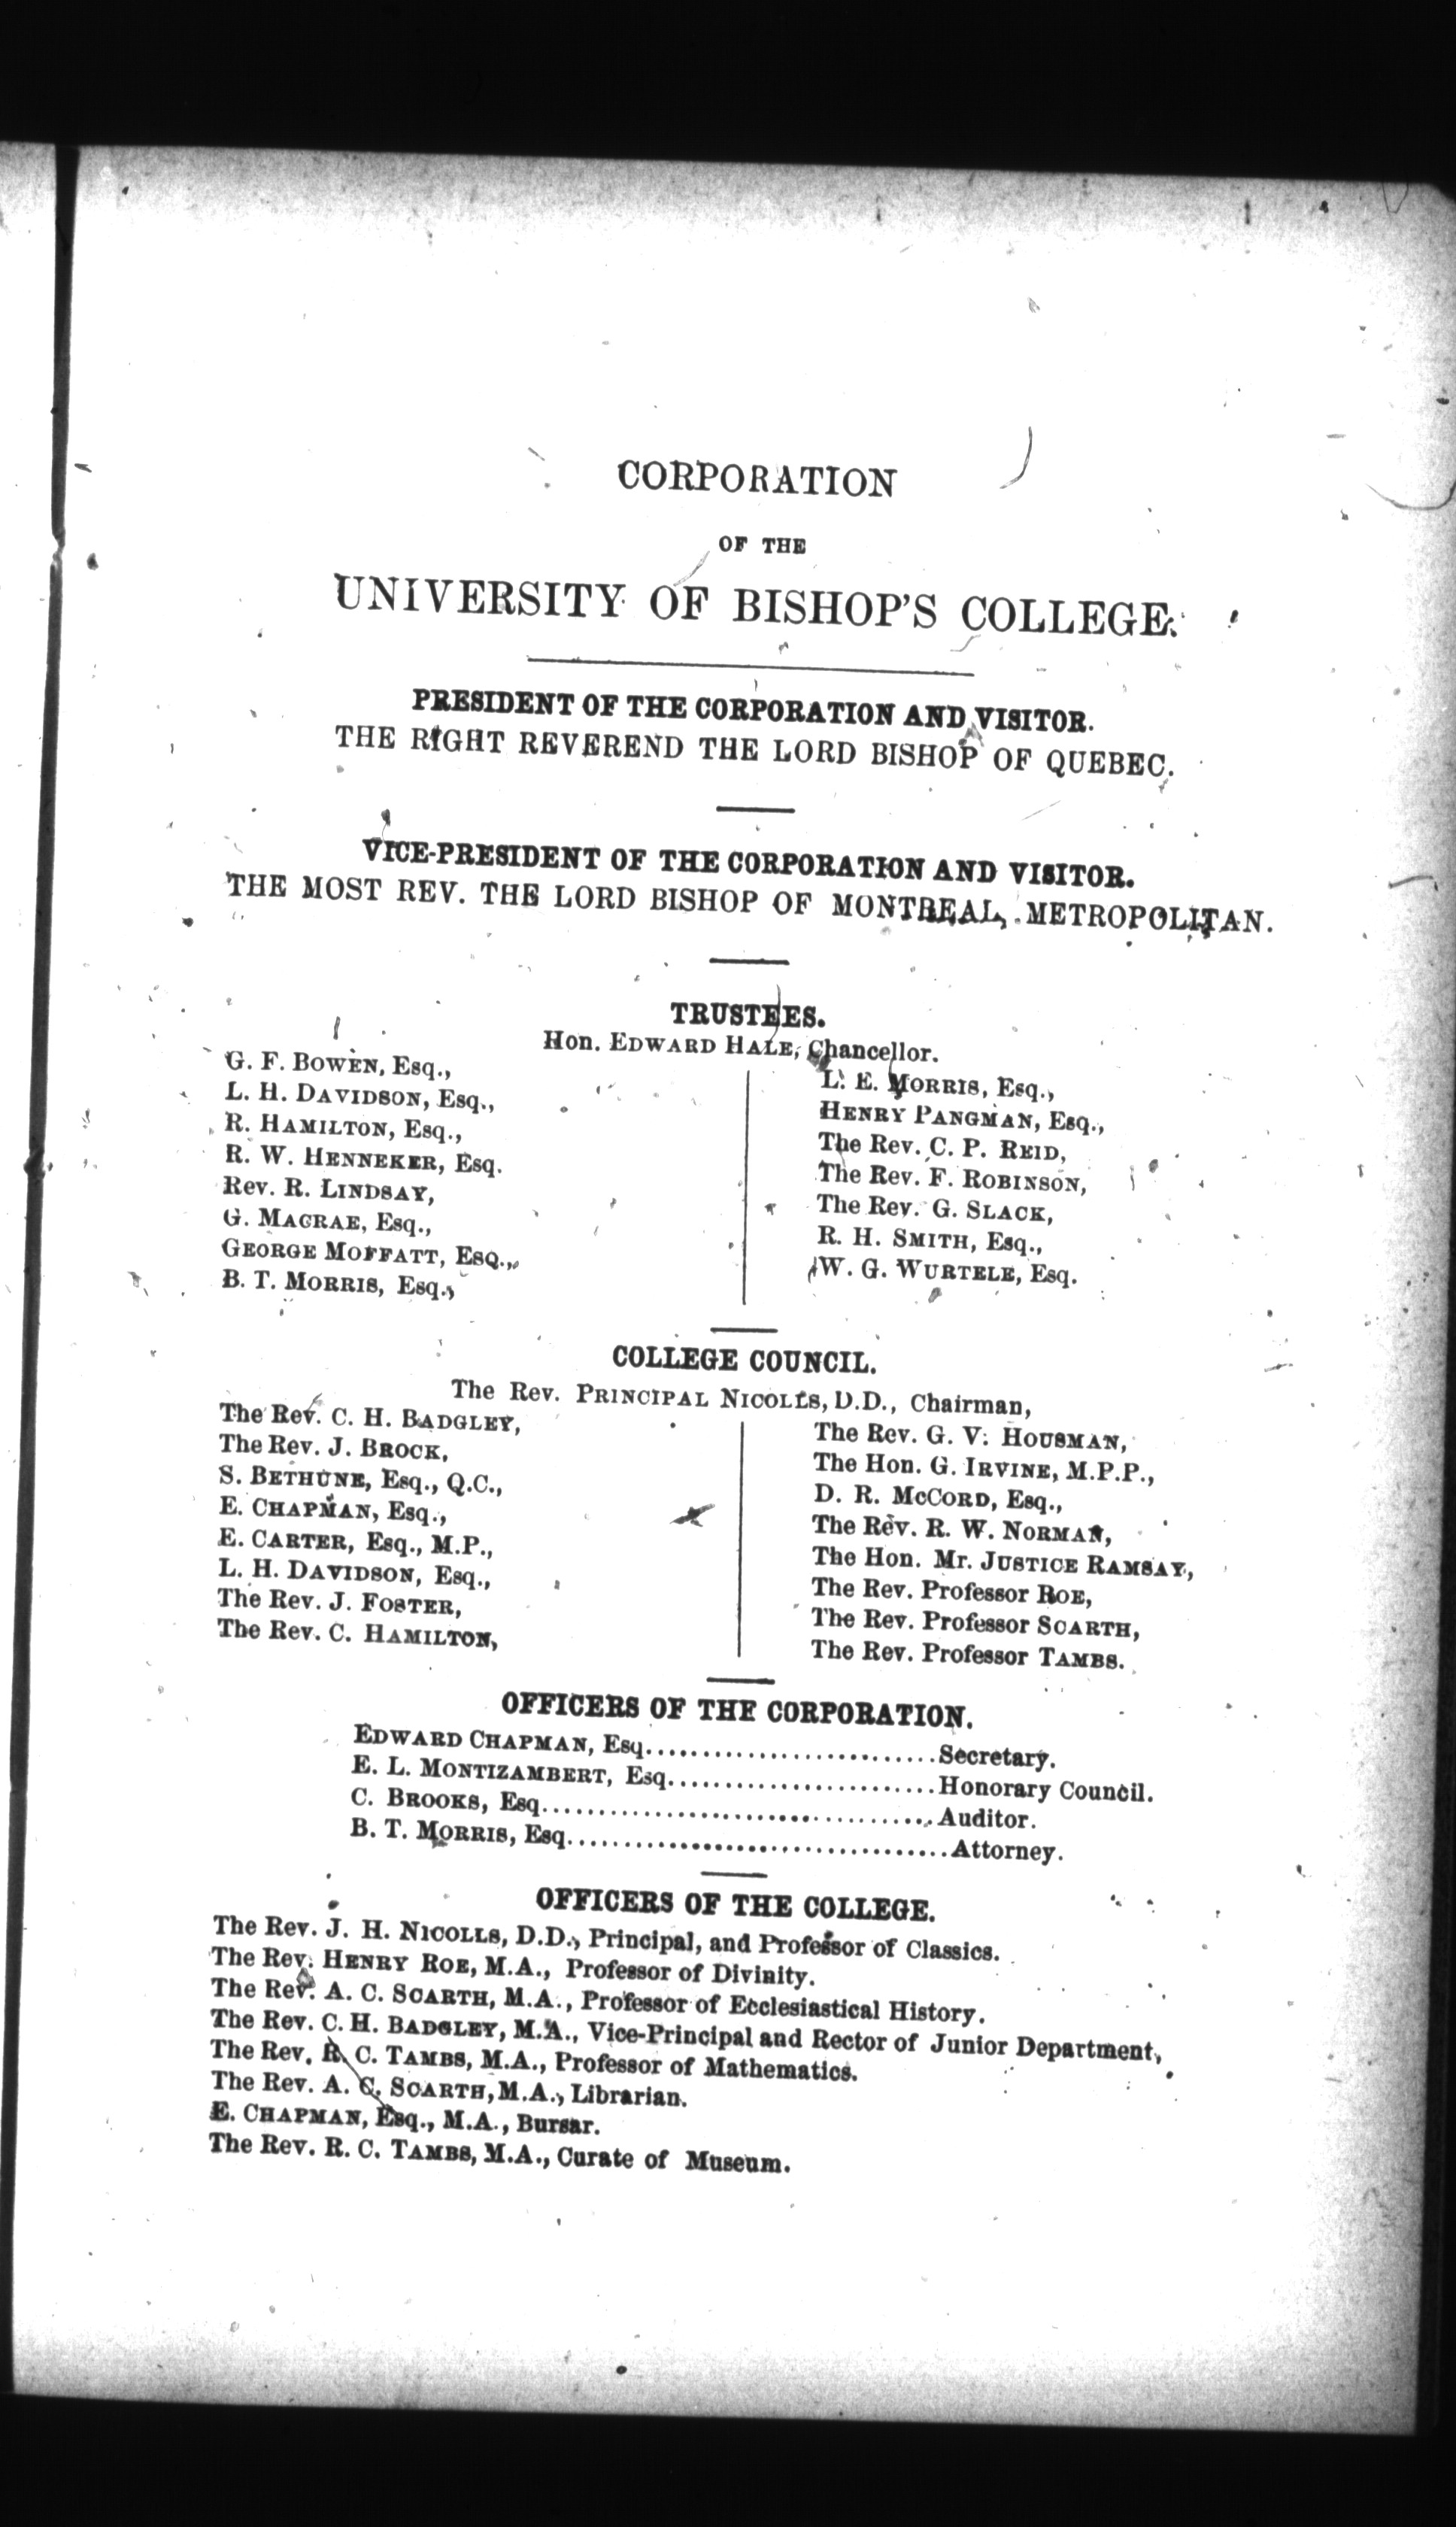 CORPORATION
OF THE
UNIVERSITY OF BISHOP'S COLLEGE.
PRESIDENT OF THE CORPORATION AND VISITOR.
THE RIGHT REVEREND THE LORD BISHOP OF QUEBEC.
VICE-PRESIDENT OF THE CORPORATION AND VISITOR.
THE MOST REV. THE LORD BISHOP OF MONTREAL, METROPOLITAN.
TRUSTEES.
Hon. EDWARD HALE, Chancellor.
G. F. BOWEN, Esq.,
L. H. DAVIDSON, Esq.,
R. HAMILTON, Esq.,
R. W. HENNEKER, Esq.
Rev. R. LINDSAY,
G. MACRAE, Esq.,
GEORGE MOFFATT, ESQ.,
B. T. MORRIS, Esq.,
L. E. MORRIS, Esq.,
HENRY PANGMAN, Esq.,
The Rev. C. P. REID,
The Rev. F. ROBINSON,
The Rev. G. SLACK,
R. H. SMITH, Esq.,
W. G. WURTELE, Esq.
COLLEGE COUNCIL.
The Rev. PRINCIPAL NICOLLS, D.D., Chairman,
The Rev. C. H. BADGLEY,
The Rev. J. BROCK,
S. BETHUNE, Esq., Q.C.,
E. CHAPMAN, Esq.,
E. CARTER, Esq., M.P.,
L. H. DAVIDSON, Esq.,
The Rev. J. FOSTER,
The Rev. C. HAMILTON,
The Rev. G. V. HOUSMAN,
The Hon. G. IRVINE, M.P.P.,
D. R. MCCORD, Esq.,
The Rev. R. W. NORMAN,
The Hon. Mr. JUSTICE RAMSAY,
The Rev. Professor ROE,
The Rev. Professor SCARTH,
The Rev. Professor TAMBS.
OFFICERS OF THE CORPORATION.
EDWARD CHAPMAN, Esq..........................Secretary.
E. L. MONTIZAMBERT, Esq........................Honorary Council.
C. BROOKS, Esq...................................Auditor.
B. T. MORRIS, Esq..................................Attorney.
OFFICERS OF THE COLLEGE.
The Rev. J. H. NICOLLS, D.D., Principal, and Professor of Classics.
The Rev. HENRY ROE, M.A., Professor of Divinity.
The Rev. A. C. SCARTH, M.A., Professor of Ecclesiastical History.
The Rev. C. H. BADGLEY, M.A., Vice-Principal and Rector of Junior Department,
The Rev. R. C. TAMBS, M.A., Professor of Mathematics.
The Rev. A. C. SCARTH, M.A., Librarian.
E. CHAPMAN, Esq., M.A., Bursar.
The Rev. R. C. TAMBS, M.A., Curate of Museum.